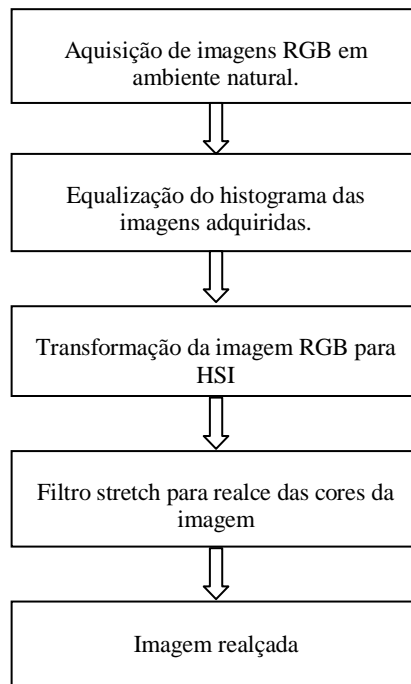 Aquisição de imagens RGB em
ambiente natural.
Equalização do histograma das
imagens adquiridas.
Transformação da imagem RGB para
HSI
Filtro stretch para realce das cores da
imagem
Imagem realçada